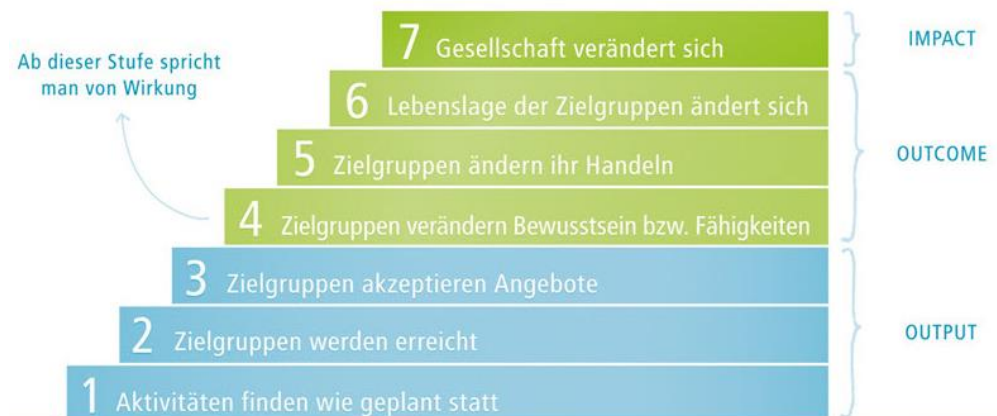 7 Gesellschaft verändert sich
IMPACT
Ab dieser Stufe spricht
man von Wirkung
6 Lebenslage der Zielgruppen ändert sich
5 Zielgruppen ändern ihr Handeln
OUTCOME
4 Zielgruppen verändern Bewusstsein bzw. Fähigkeiten
3 Zielgruppen akzeptieren Angebote
2 Zielgruppen werden erreicht
OUTPUT
1 Aktivitäten finden wie geplant statt